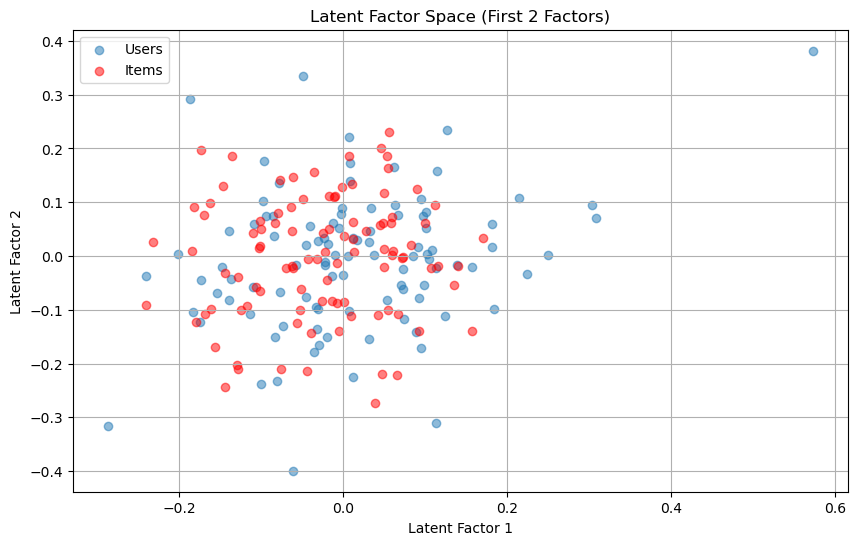 Latent Factor Space (First 2 Factors)
Users
Items
0.4
0.3
0.2
0.1
0.0
−0.1
−0.2
−0.3
−0.4
Latent Factor 2
−0.2
0.0
0.2
0.4
0.6
Latent Factor 1